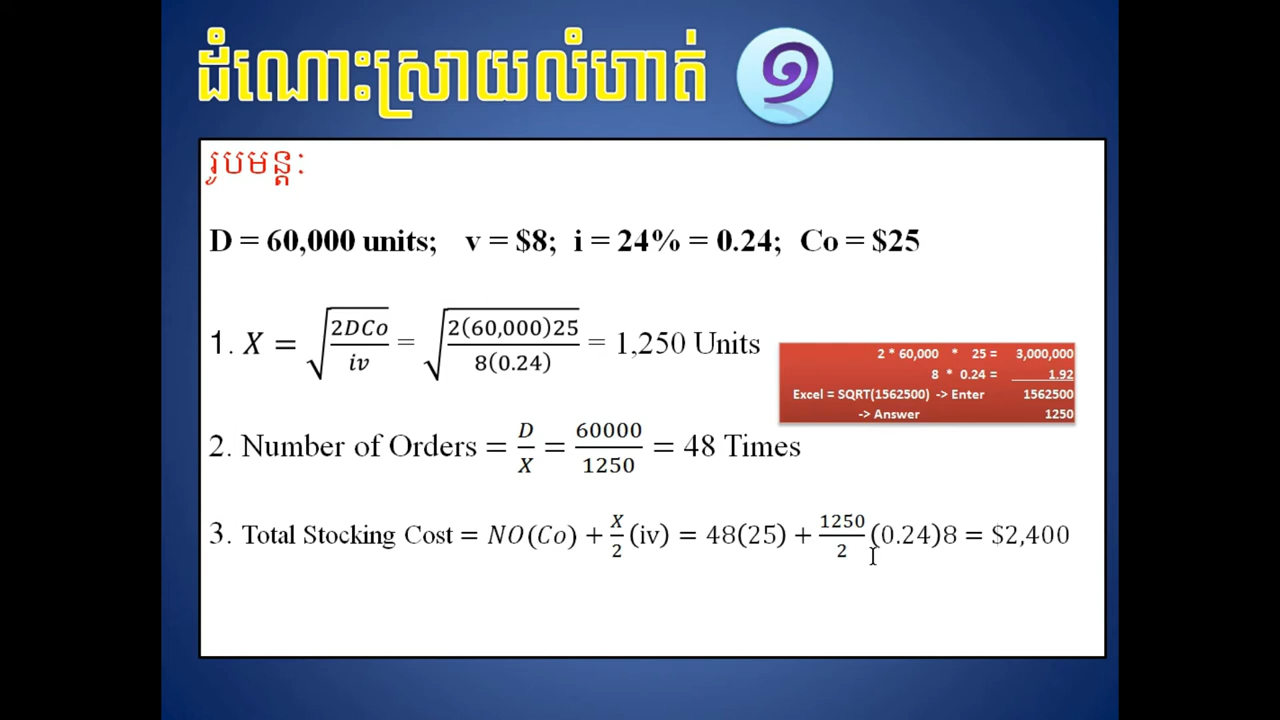 ដំណោះស្រាយលំហាត់ ១
រូបមន្តៈ
D = 60,000 units; v = $8; i = 24% = 0.24; Co = $25
1. X = √(2DCo/iv) = √(2(60,000)25/8(0.24)) = 1,250 Units
2 * 60,000 * 25 = 3,000,000
8 * 0.24 = 1.92
Excel = SQRT(1562500) -> Enter 1562500
-> Answer 1250
2. Number of Orders = D/X = 60000/1250 = 48 Times
3. Total Stocking Cost = NO(Co) + X/2 (iv) = 48(25) + 1250/2 (0.24)8 = $2,400